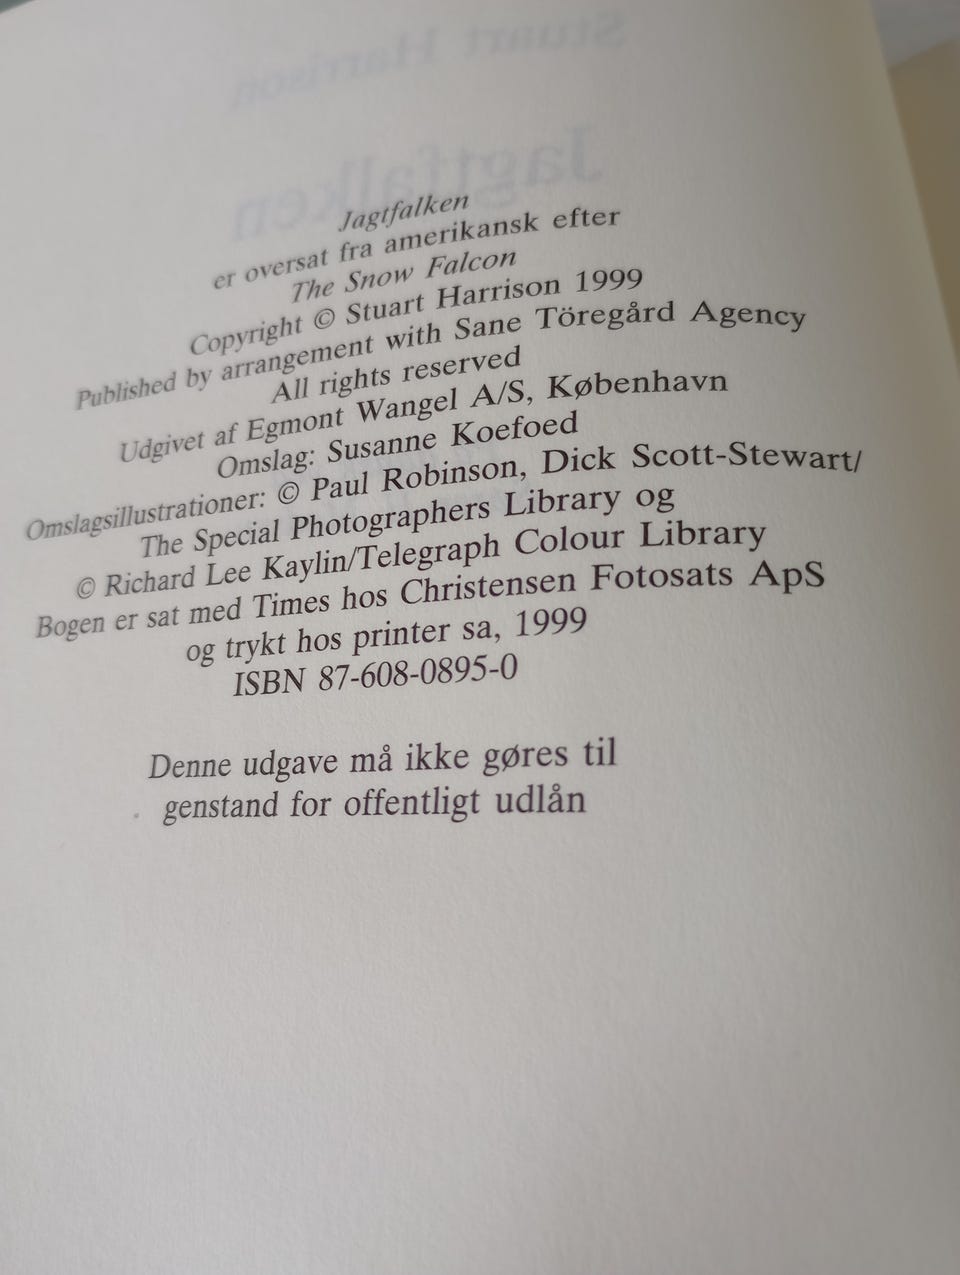 Jagtfalken
er oversat fra amerikansk efter
The Snow Falcon
Copyright © Stuart Harrison 1999
Published by arrangement with Sane Töregård Agency
All rights reserved
Udgivet af Egmont Wangel A/S, København
Omslag: Susanne Koefoed
Omslagsillustrationer: © Paul Robinson, Dick Scott-Stewart/
The Special Photographers Library og
© Richard Lee Kaylin/Telegraph Colour Library
Bogen er sat med Times hos Christensen Fotosats ApS
og trykt hos printer sa, 1999
ISBN 87-608-0895-0
Denne udgave må ikke gøres til
genstand for offentligt udlån